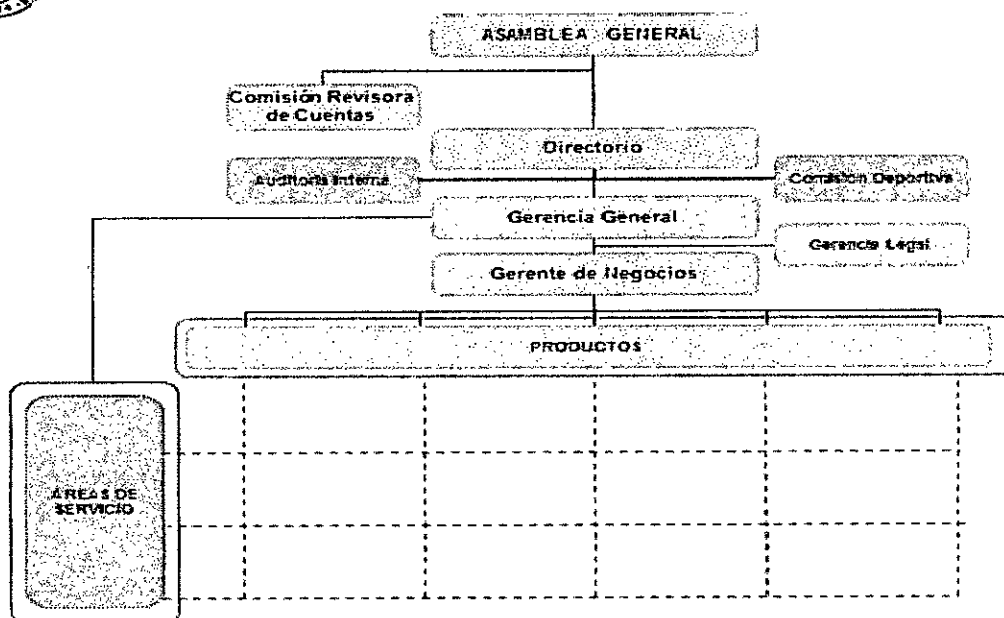 ASAMBLEA GENERAL
Comisión Revisora
de Cuentas
Directorio
Auditoría Interna
Comisión Deportiva
Gerencia General
Gerencia Legal
Gerente de Negocios
PRODUCTOS
ÁREAS DE
SERVICIO